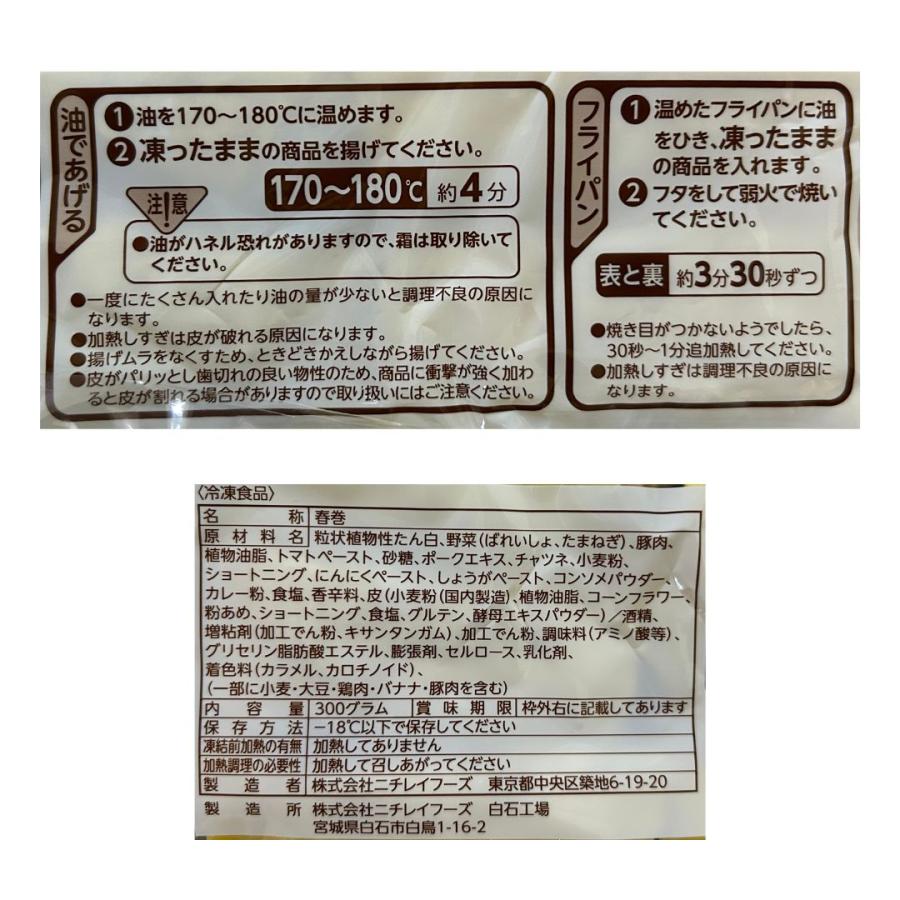 油であげる
❶油を170～180℃に温めます。
❷凍ったままの商品を揚げてください。
170～180℃ 約4分
注意!
●油がハネル恐れがありますので、霜は取り除いて
ください。
●一度にたくさん入れたり油の量が少ないと調理不良の原因に
なります。
●加熱しすぎは皮が破れる原因になります。
●揚げムラをなくすため、ときどきかえしながら揚げてください。
●皮がパリッとし歯切れの良い物性のため、商品に衝撃が強く加わ
ると皮が割れる場合がありますので取り扱いにはご注意ください。
フライパン
❶温めたフライパンに油
をひき、凍ったまま
の商品を入れます。
❷フタをして弱火で焼い
てください。
表と裏 約3分30秒ずつ
●焼き目がつかないようでしたら、
30秒～1分追加熱してください。
●加熱しすぎは調理不良の原因に
なります。
〈冷凍食品〉
名称 春巻
原材料名 粒状植物性たん白、野菜(ばれいしょ、たまねぎ)、豚肉、
植物油脂、トマトペースト、砂糖、ポークエキス、チャツネ、小麦粉、
ショートニング、にんにくペースト、しょうがペースト、コンソメパウダー、
カレー粉、食塩、香辛料、皮(小麦粉(国内製造)、植物油脂、コーンフラワー、
粉あめ、ショートニング、食塩、グルテン、酵母エキスパウダー)/酒精、
増粘剤(加工でん粉、キサンタンガム)、加工でん粉、調味料(アミノ酸等)、
グリセリン脂肪酸エステル、膨張剤、セルロース、乳化剤、
着色料(カラメル、カロチノイド)、
(一部に小麦・大豆・鶏肉・バナナ・豚肉を含む)
内容量 300グラム 賞味期限 枠外右に記載してあります
保存方法 －18℃以下で保存してください
凍結前加熱の有無 加熱してありません
加熱調理の必要性 加熱して召しあがってください
製造者 株式会社ニチレイフーズ 東京都中央区築地6-19-20
製造所 株式会社ニチレイフーズ 白石工場
宮城県白石市白鳥1-16-2